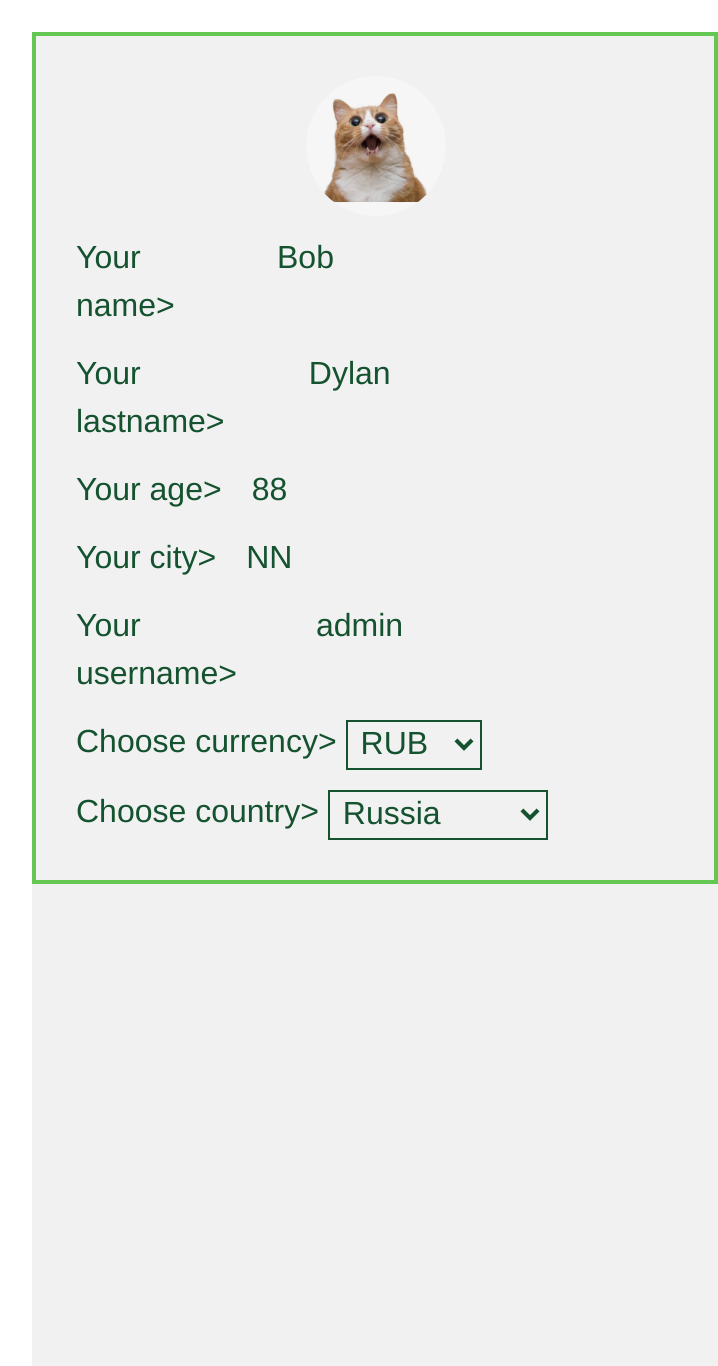 Your Bob
name>
Your Dylan
lastname>
Your age> 88
Your city> NN
Your admin
username>
Choose currency> RUB
Choose country> Russia